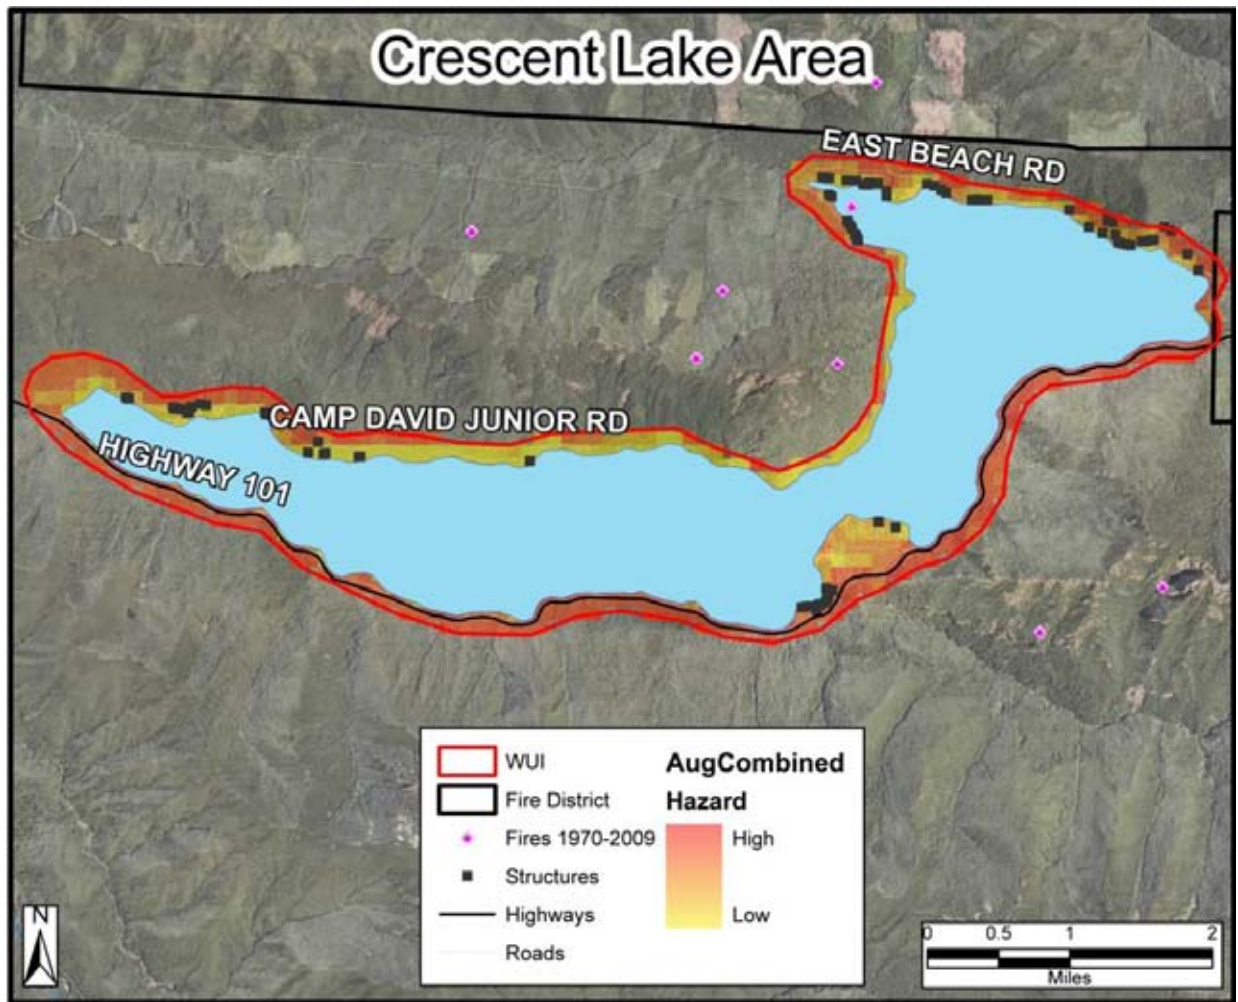 Crescent Lake Area
EAST BEACH RD
CAMP DAVID JUNIOR RD
HIGHWAY 101
WUI
Fire District
Fires 1970-2009
Structures
Highways
Roads
AugCombined
Hazard
High
Low
N
0 0.5 1 2
Miles